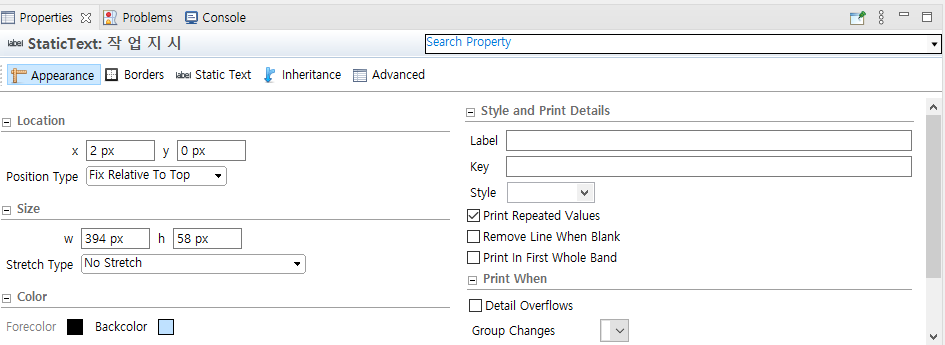 Properties Problems Console
label StaticText: 작 업 지 시 Search Property
Appearance Borders label Static Text Inheritance Advanced
Location
x 2 px y 0 px
Position Type Fix Relative To Top
Size
w 394 px h 58 px
Stretch Type No Stretch
Color
Forecolor Backcolor
Style and Print Details
Label
Key
Style
Print Repeated Values
Remove Line When Blank
Print In First Whole Band
Print When
Detail Overflows
Group Changes